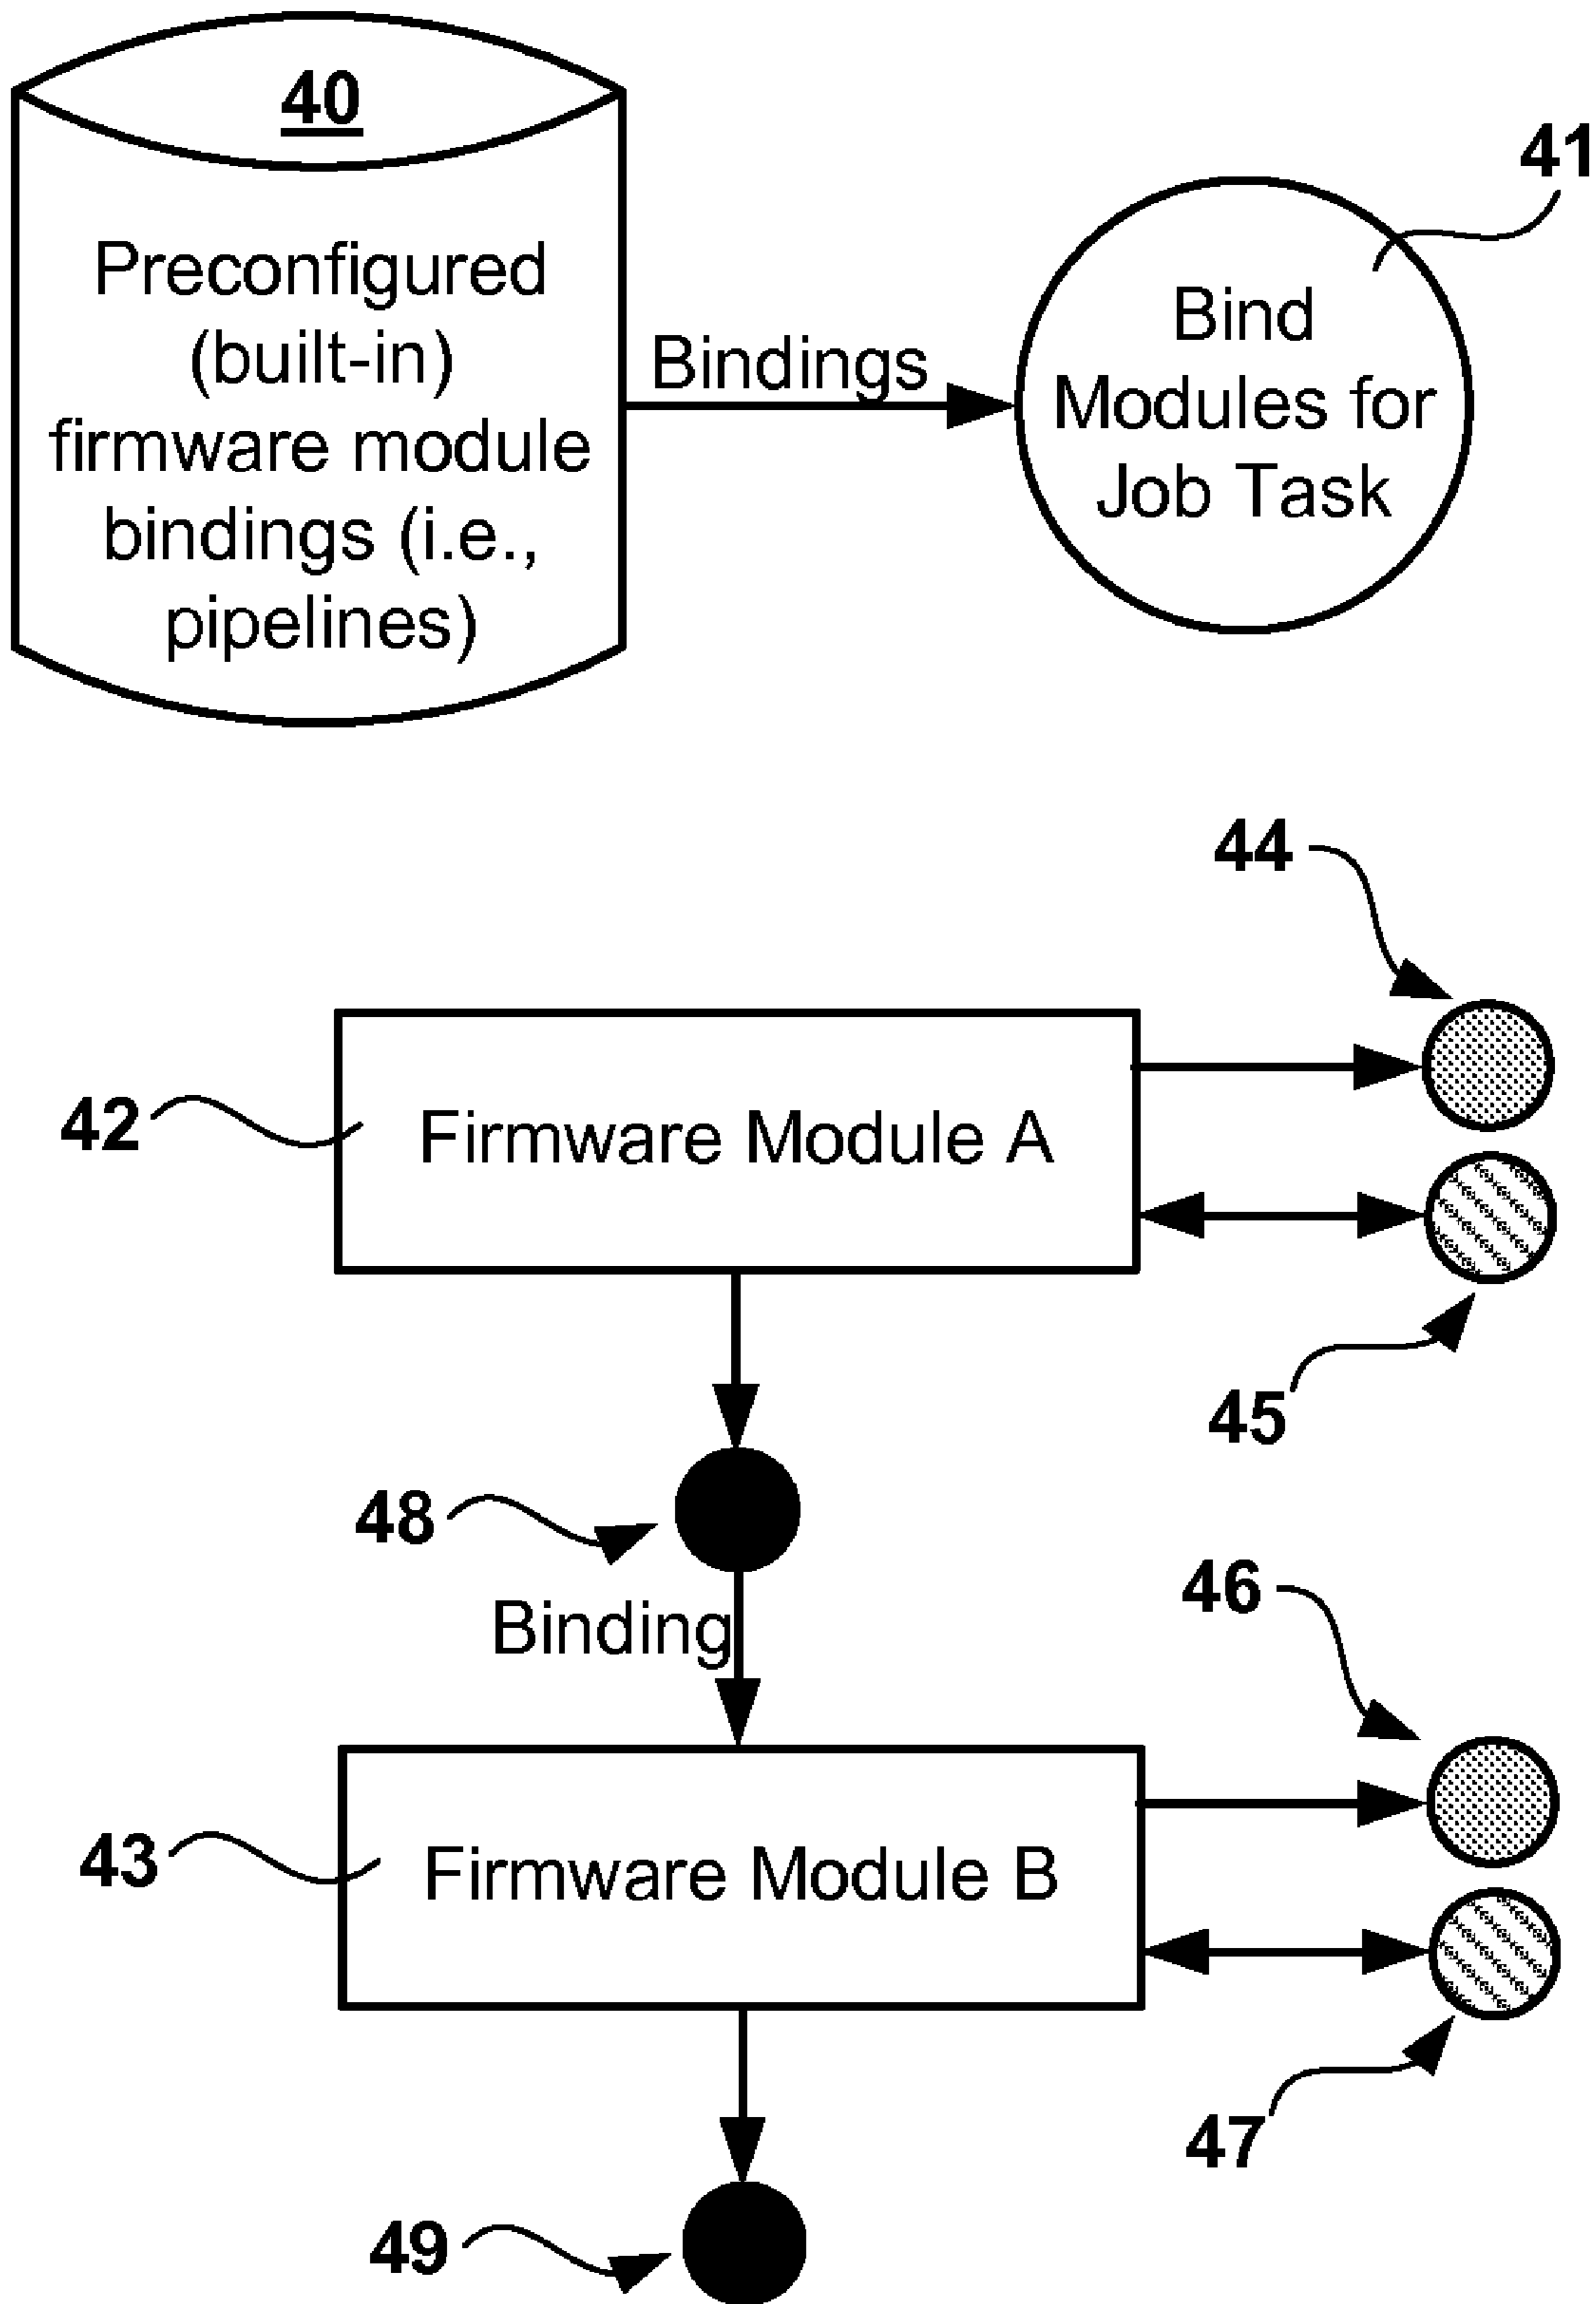 40
Preconfigured
(built-in)
firmware module
bindings (i.e.,
pipelines)
Bindings
41
Bind
Modules for
Job Task
44
42
Firmware Module A
45
48
Binding
46
43
Firmware Module B
47
49